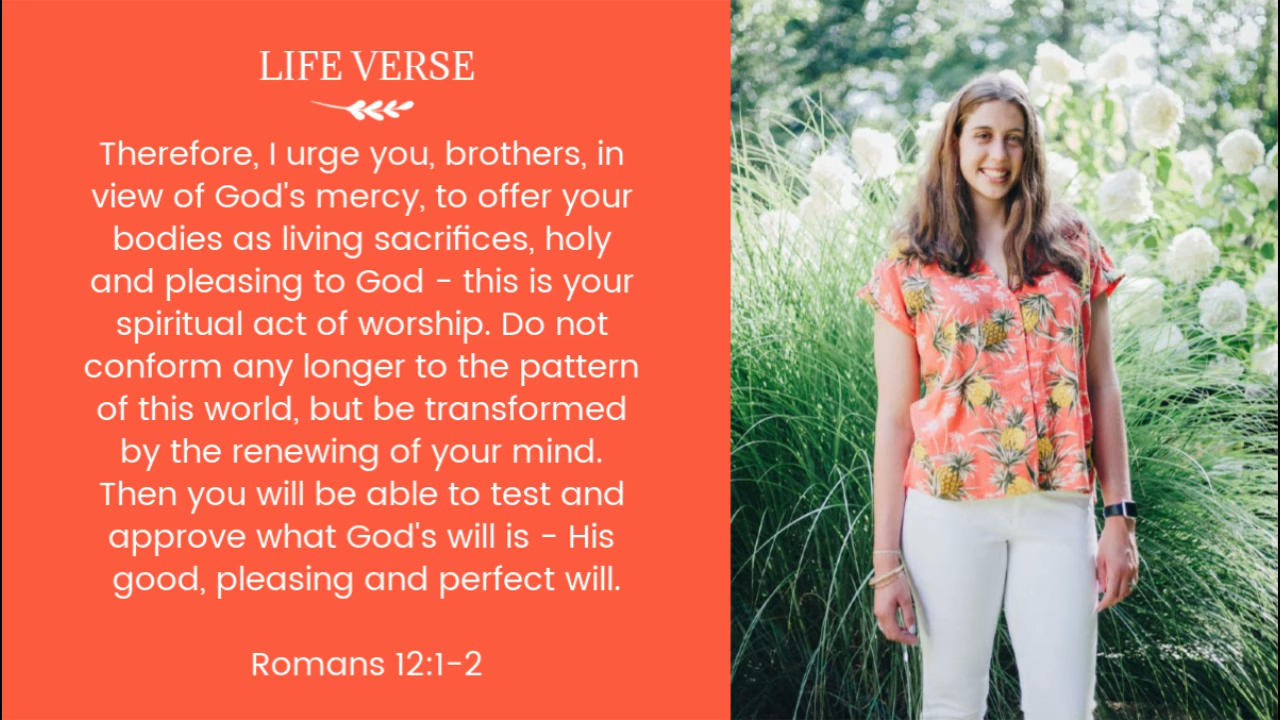 LIFE VERSE
Therefore, I urge you, brothers, in
view of God's mercy, to offer your
bodies as living sacrifices, holy
and pleasing to God - this is your
spiritual act of worship. Do not
conform any longer to the pattern
of this world, but be transformed
by the renewing of your mind.
Then you will be able to test and
approve what God's will is - His
good, pleasing and perfect will.
Romans 12:1-2